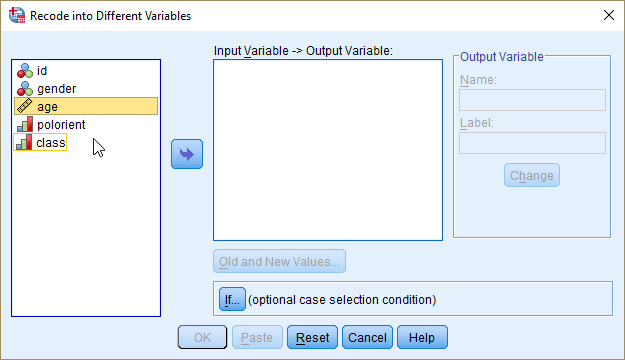 Recode into Different Variables
Input Variable -> Output Variable:
Output Variable
id
gender
age
polorient
class
Name:
Label:
Change
Old and New Values...
If... (optional case selection condition)
OK Paste Reset Cancel Help